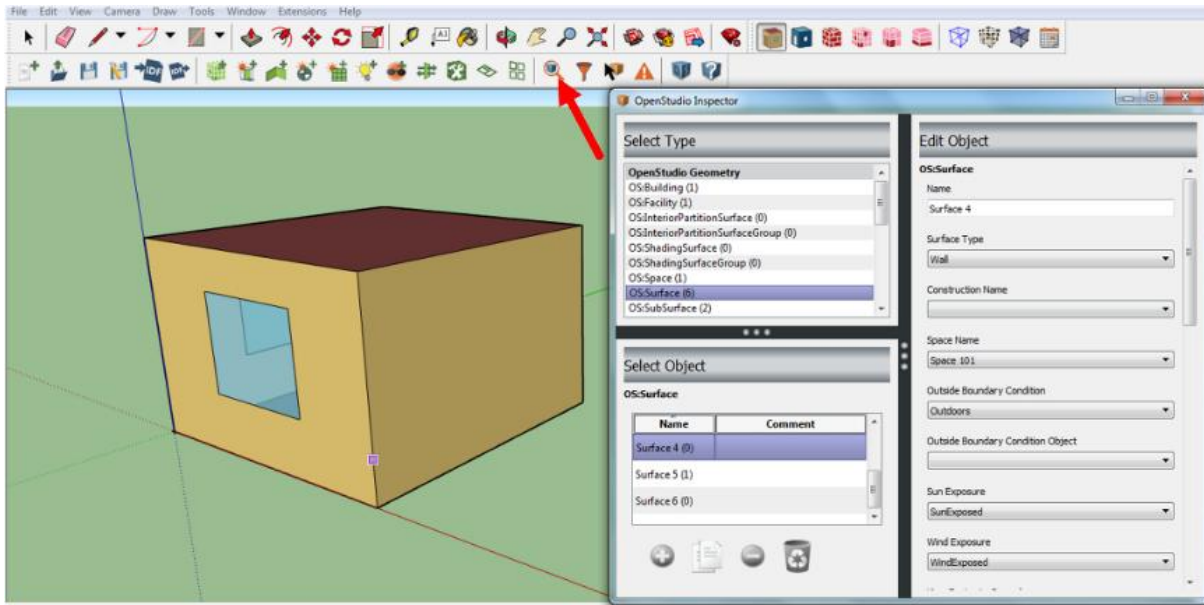 File Edit View Camera Draw Tools Window Extensions Help
OpenStudio Inspector
Select Type
OpenStudio Geometry
OS:Building (1)
OS:Facility (1)
OS:InteriorPartitionSurface (0)
OS:InteriorPartitionSurfaceGroup (0)
OS:ShadingSurface (0)
OS:ShadingSurfaceGroup (0)
OS:Space (1)
OS:Surface (6)
OS:SubSurface (2)
Select Object
OS:Surface
Name Comment
Surface 4 (0)
Surface 5 (1)
Surface 6 (0)
Edit Object
OS:Surface
Name
Surface 4
Surface Type
Wall
Construction Name
Space Name
Space 101
Outside Boundary Condition
Outdoors
Outside Boundary Condition Object
Sun Exposure
SunExposed
Wind Exposure
WindExposed